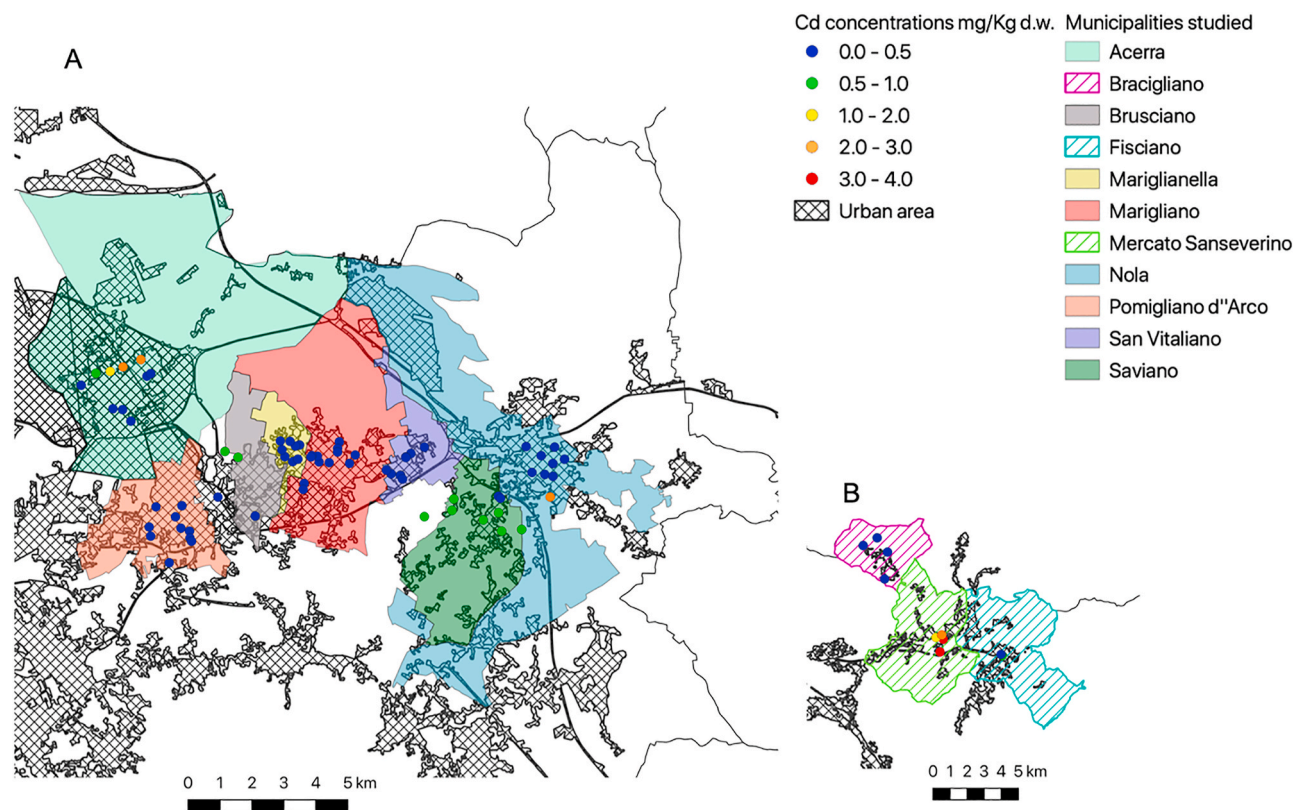 A
Cd concentrations mg/Kg d.w.
0.0 - 0.5
0.5 - 1.0
1.0 - 2.0
2.0 - 3.0
3.0 - 4.0
Urban area
Municipalities studied
Acerra
Bracigliano
Brusciano
Fisciano
Mariglianella
Marigliano
Mercato Sanseverino
Nola
Pomigliano d''Arco
San Vitaliano
Saviano
B
0 1 2 3 4 5 km
0 1 2 3 4 5 km